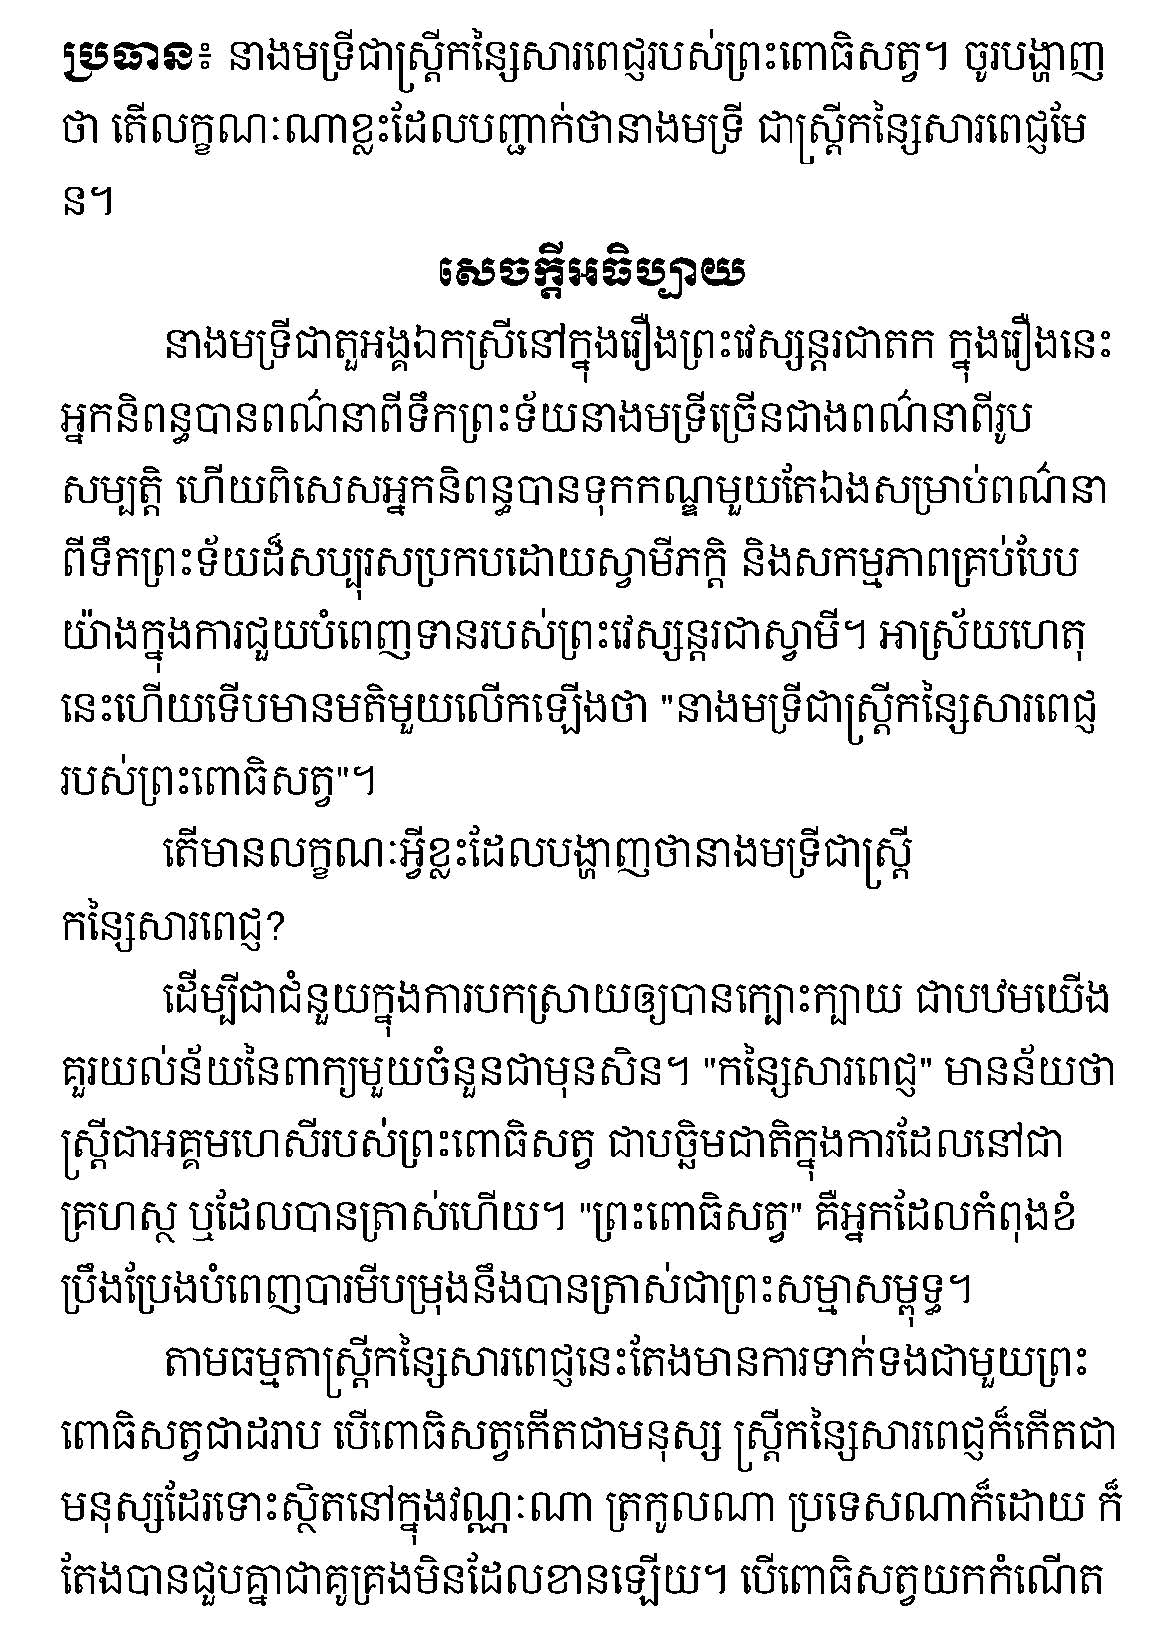 ប្រធាន៖ នាងមទ្រីជាស្ត្រីកន្សៃសារពេជ្ញរបស់ព្រះពោធិសត្វ។ ចូរបង្ហាញ
ថា តើលក្ខណៈណាខ្លះដែលបញ្ជាក់ថានាងមទ្រី ជាស្ត្រីកន្សៃសារពេជ្ញមែ
ន។
សេចក្តីអធិប្បាយ
នាងមទ្រីជាតួអង្គឯកស្រីនៅក្នុងរឿងព្រះវេស្សន្តរជាតក ក្នុងរឿងនេះ
អ្នកនិពន្ធបានពណ៌នាពីទឹកព្រះទ័យនាងមទ្រីច្រើនជាងពណ៌នាពីរូប
សម្បត្តិ ហើយពិសេសអ្នកនិពន្ធបានទុកកណ្ឌមួយតែឯងសម្រាប់ពណ៌នា
ពីទឹកព្រះទ័យដ៏សប្បុរសប្រកបដោយស្វាមីភក្តិ និងសកម្មភាពគ្រប់បែប
យ៉ាងក្នុងការជួយបំពេញទានរបស់ព្រះវេស្សន្តរជាស្វាមី។ អាស្រ័យហេតុ
នេះហើយទើបមានមតិមួយលើកឡើងថា "នាងមទ្រីជាស្ត្រីកន្សៃសារពេជ្ញ
របស់ព្រះពោធិសត្វ"។
តើមានលក្ខណៈអ្វីខ្លះដែលបង្ហាញថានាងមទ្រីជាស្ត្រី
កន្សៃសារពេជ្ញ?
ដើម្បីជាជំនួយក្នុងការបកស្រាយឲ្យបានក្បោះក្បាយ ជាបឋមយើង
គួរយល់ន័យនៃពាក្យមួយចំនួនជាមុនសិន។ "កន្សៃសារពេជ្ញ" មានន័យថា
ស្ត្រីជាអគ្គមហេសីរបស់ព្រះពោធិសត្វ ជាបច្ឆិមជាតិក្នុងការដែលនៅជា
គ្រហស្ថ ឬដែលបានត្រាស់ហើយ។ "ព្រះពោធិសត្វ" គឺអ្នកដែលកំពុងខំ
ប្រឹងប្រែងបំពេញបារមីបម្រុងនឹងបានត្រាស់ជាព្រះសម្មាសម្ពុទ្ធ។
តាមធម្មតាស្ត្រីកន្សៃសារពេជ្ញនេះតែងមានការទាក់ទងជាមួយព្រះ
ពោធិសត្វជាដរាប បើពោធិសត្វកើតជាមនុស្ស ស្ត្រីកន្សៃសារពេជ្ញក៏កើតជា
មនុស្សដែរទោះស្ថិតនៅក្នុងវណ្ណៈណា ត្រកូលណា ប្រទេសណាក៏ដោយ ក៏
តែងបានជួបគ្នាជាគូគ្រងមិនដែលខានឡើយ។ បើពោធិសត្វយកកំណើត